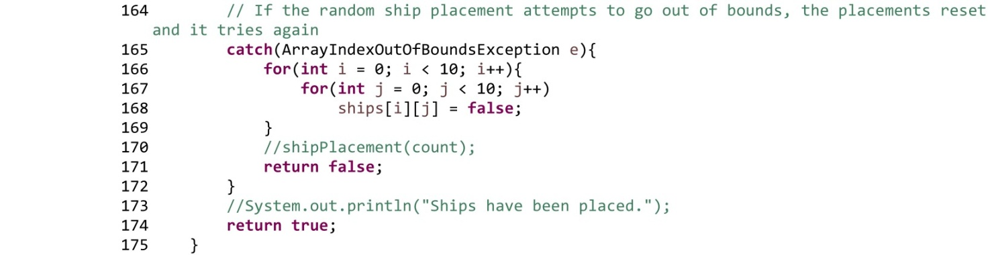 164 // If the random ship placement attempts to go out of bounds, the placements reset
and it tries again
165 catch(ArrayIndexOutOfBoundsException e){
166 for(int i = 0; i < 10; i++){
167 for(int j = 0; j < 10; j++)
168 ships[i][j] = false;
169 }
170 //shipPlacement(count);
171 return false;
172 }
173 //System.out.println("Ships have been placed.");
174 return true;
175 }